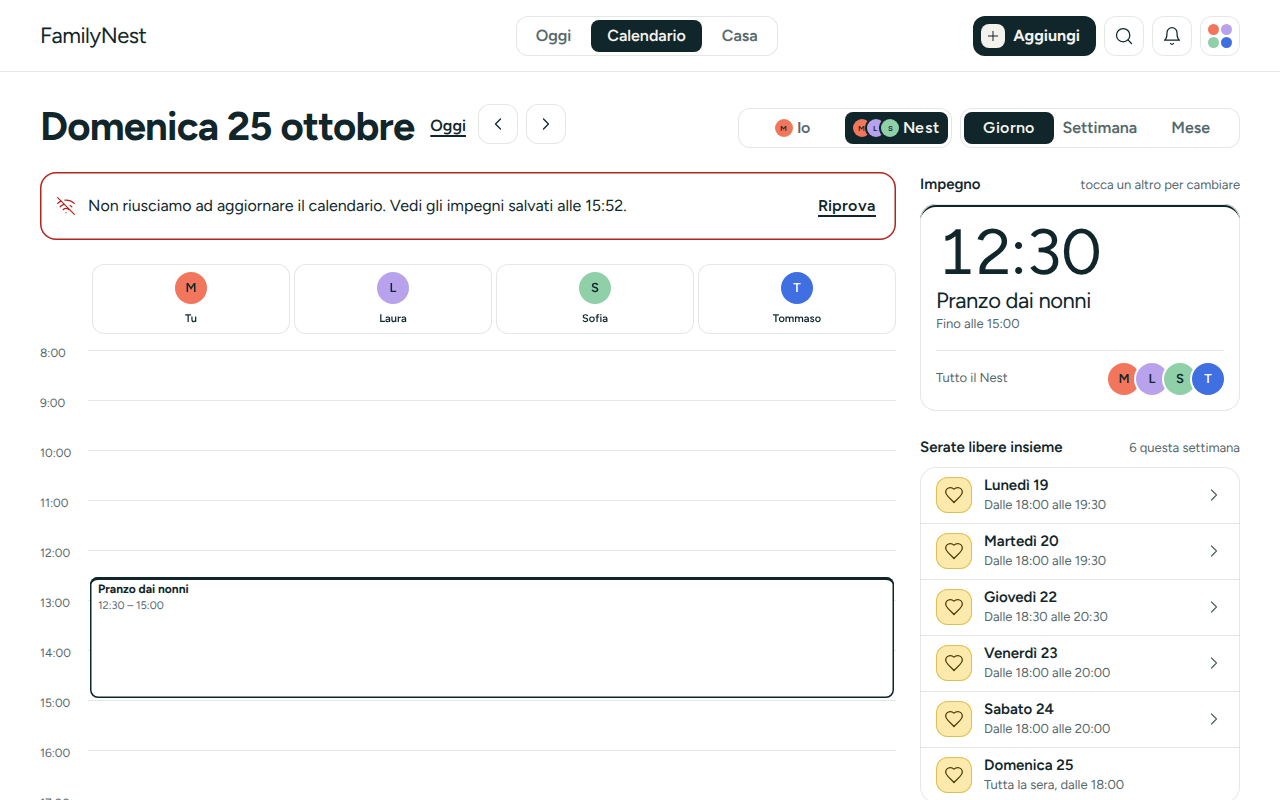 FamilyNest
Oggi
Calendario
Casa
Aggiungi
Domenica 25 ottobre
Oggi
M Io
M L S Nest
Giorno
Settimana
Mese
Non riusciamo ad aggiornare il calendario. Vedi gli impegni salvati alle 15:52.
Riprova
M
Tu
L
Laura
S
Sofia
T
Tommaso
8:00
9:00
10:00
11:00
12:00
13:00
14:00
15:00
16:00
Pranzo dai nonni
12:30 – 15:00
Impegno
tocca un altro per cambiare
12:30
Pranzo dai nonni
Fino alle 15:00
Tutto il Nest
M L S T
Serate libere insieme
6 questa settimana
Lunedì 19
Dalle 18:00 alle 19:30
Martedì 20
Dalle 18:00 alle 19:30
Giovedì 22
Dalle 18:30 alle 20:30
Venerdì 23
Dalle 18:00 alle 20:00
Sabato 24
Dalle 18:00 alle 20:00
Domenica 25
Tutta la sera, dalle 18:00